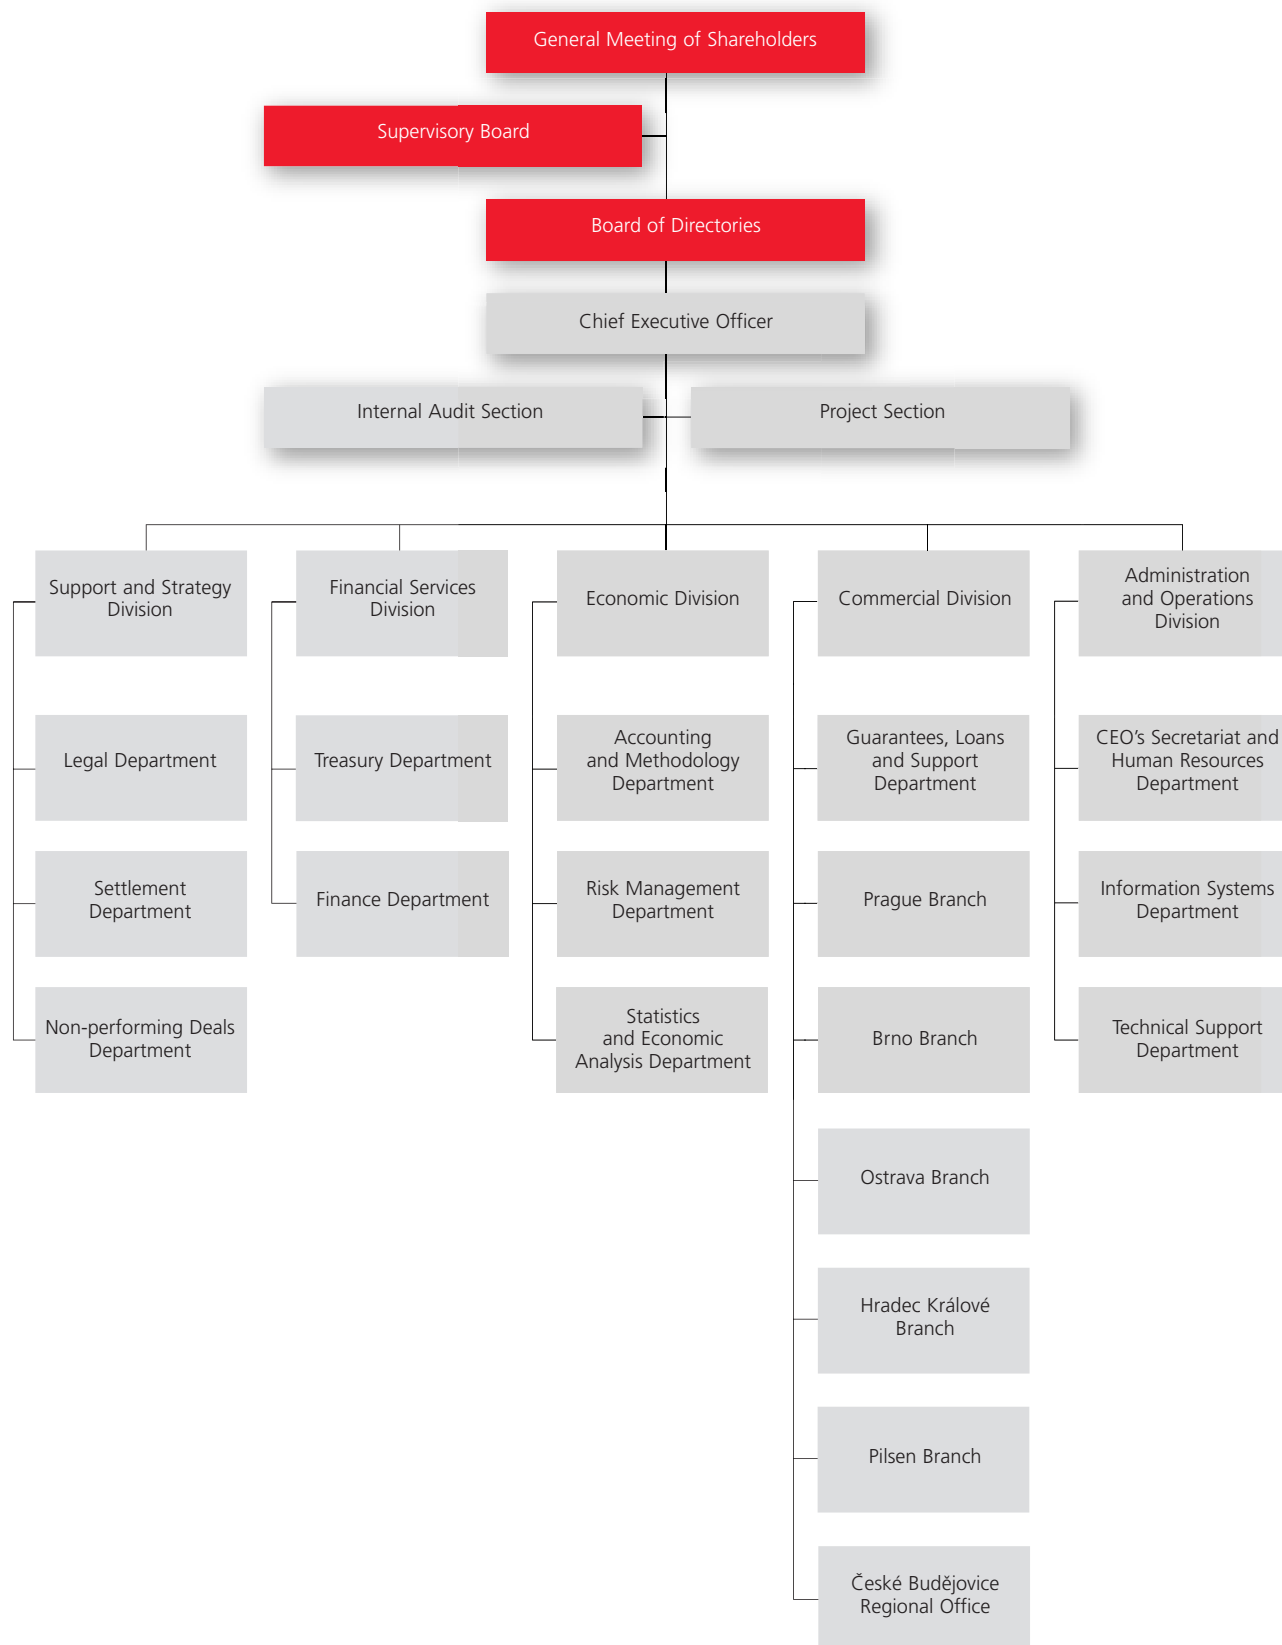 General Meeting of Shareholders
Supervisory Board
Board of Directories
Chief Executive Officer
Internal Audit Section
Project Section
Support and Strategy
Division
Financial Services
Division
Economic Division
Commercial Division
Administration
and Operations
Division
Legal Department
Treasury Department
Accounting
and Methodology
Department
Guarantees, Loans
and Support
Department
CEO’s Secretariat and
Human Resources
Department
Settlement
Department
Finance Department
Risk Management
Department
Prague Branch
Information Systems
Department
Non-performing Deals
Department
Statistics
and Economic
Analysis Department
Brno Branch
Technical Support
Department
Ostrava Branch
Hradec Králové
Branch
Pilsen Branch
České Budějovice
Regional Office